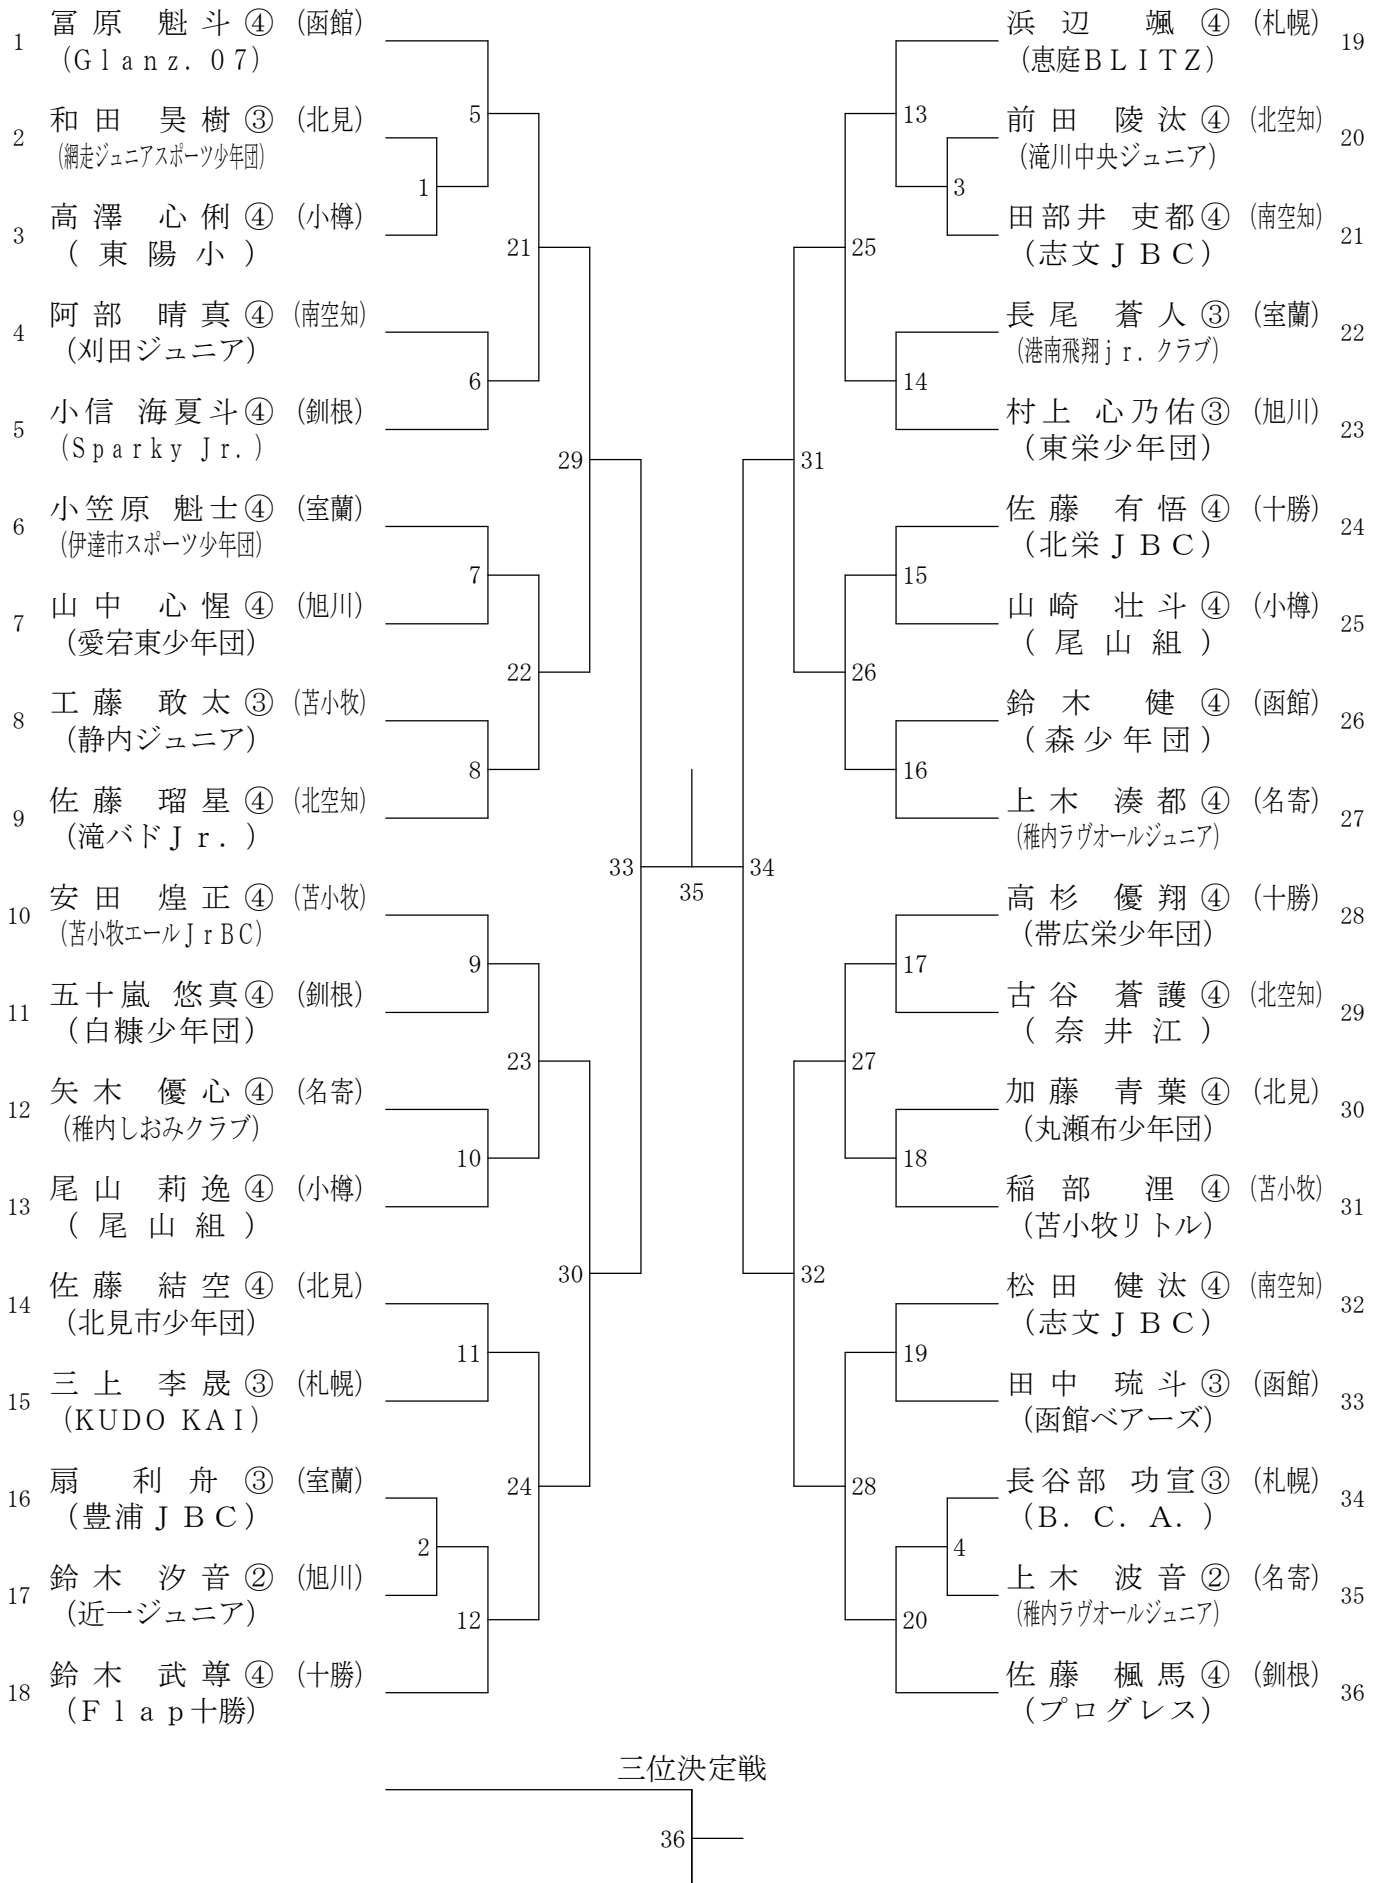 1 冨原 魁斗④ (函館)
(Glanz.07)
2 和田 昊樹③ (北見)
(網走ジュニアスポーツ少年団)
3 高澤 心俐④ (小樽)
(東陽小)
4 阿部 晴真④ (南空知)
(刈田ジュニア)
5 小信 海夏斗④ (釧根)
(Sparky Jr.)
6 小笠原 魁士④ (室蘭)
(伊達市スポーツ少年団)
7 山中 心惺④ (旭川)
(愛宕東少年団)
8 工藤 敢太③ (苫小牧)
(静内ジュニア)
9 佐藤 瑠星④ (北空知)
(滝バドJr.)
10 安田 煌正④ (苫小牧)
(苫小牧エールJrBC)
11 五十嵐 悠真④ (釧根)
(白糠少年団)
12 矢木 優心④ (名寄)
(稚内しおみクラブ)
13 尾山 莉逸④ (小樽)
(尾山組)
14 佐藤 結空④ (北見)
(北見市少年団)
15 三上 李晟③ (札幌)
(KUDO KAI)
16 扇 利舟③ (室蘭)
(豊浦JBC)
17 鈴木 汐音② (旭川)
(近一ジュニア)
18 鈴木 武尊④ (十勝)
(Flap十勝)
1
2
5
6
7
8
9
10
11
12
21
22
23
24
29
30
33
35
34
31
32
25
26
27
28
13
14
15
16
17
18
19
20
3
4
浜辺 颯④ (札幌) 19
(恵庭BLITZ)
前田 陵汰④ (北空知) 20
(滝川中央ジュニア)
田部井 吏都④ (南空知) 21
(志文JBC)
長尾 蒼人③ (室蘭) 22
(港南飛翔jr.クラブ)
村上 心乃佑③ (旭川) 23
(東栄少年団)
佐藤 有悟④ (十勝) 24
(北栄JBC)
山崎 壮斗④ (小樽) 25
(尾山組)
鈴木 健④ (函館) 26
(森少年団)
上木 湊都④ (名寄) 27
(稚内ラヴオールジュニア)
高杉 優翔④ (十勝) 28
(帯広栄少年団)
古谷 蒼護④ (北空知) 29
(奈井江)
加藤 青葉④ (北見) 30
(丸瀬布少年団)
稲部 浬④ (苫小牧) 31
(苫小牧リトル)
松田 健汰④ (南空知) 32
(志文JBC)
田中 琉斗③ (函館) 33
(函館ベアーズ)
長谷部 功宣③ (札幌) 34
(B.C.A.)
上木 波音② (名寄) 35
(稚内ラヴオールジュニア)
佐藤 楓馬④ (釧根) 36
(プログレス)
三位決定戦
36